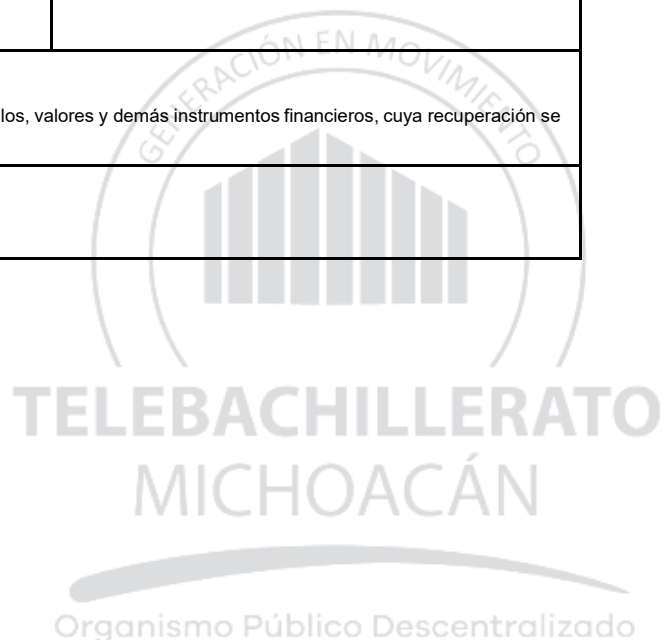 GENERACIÓN EN MOVIMIENTO
los, valores y demás instrumentos financieros, cuya recuperación se
TELEBACHILLERATO
MICHOACÁN
Organismo Público Descentralizado